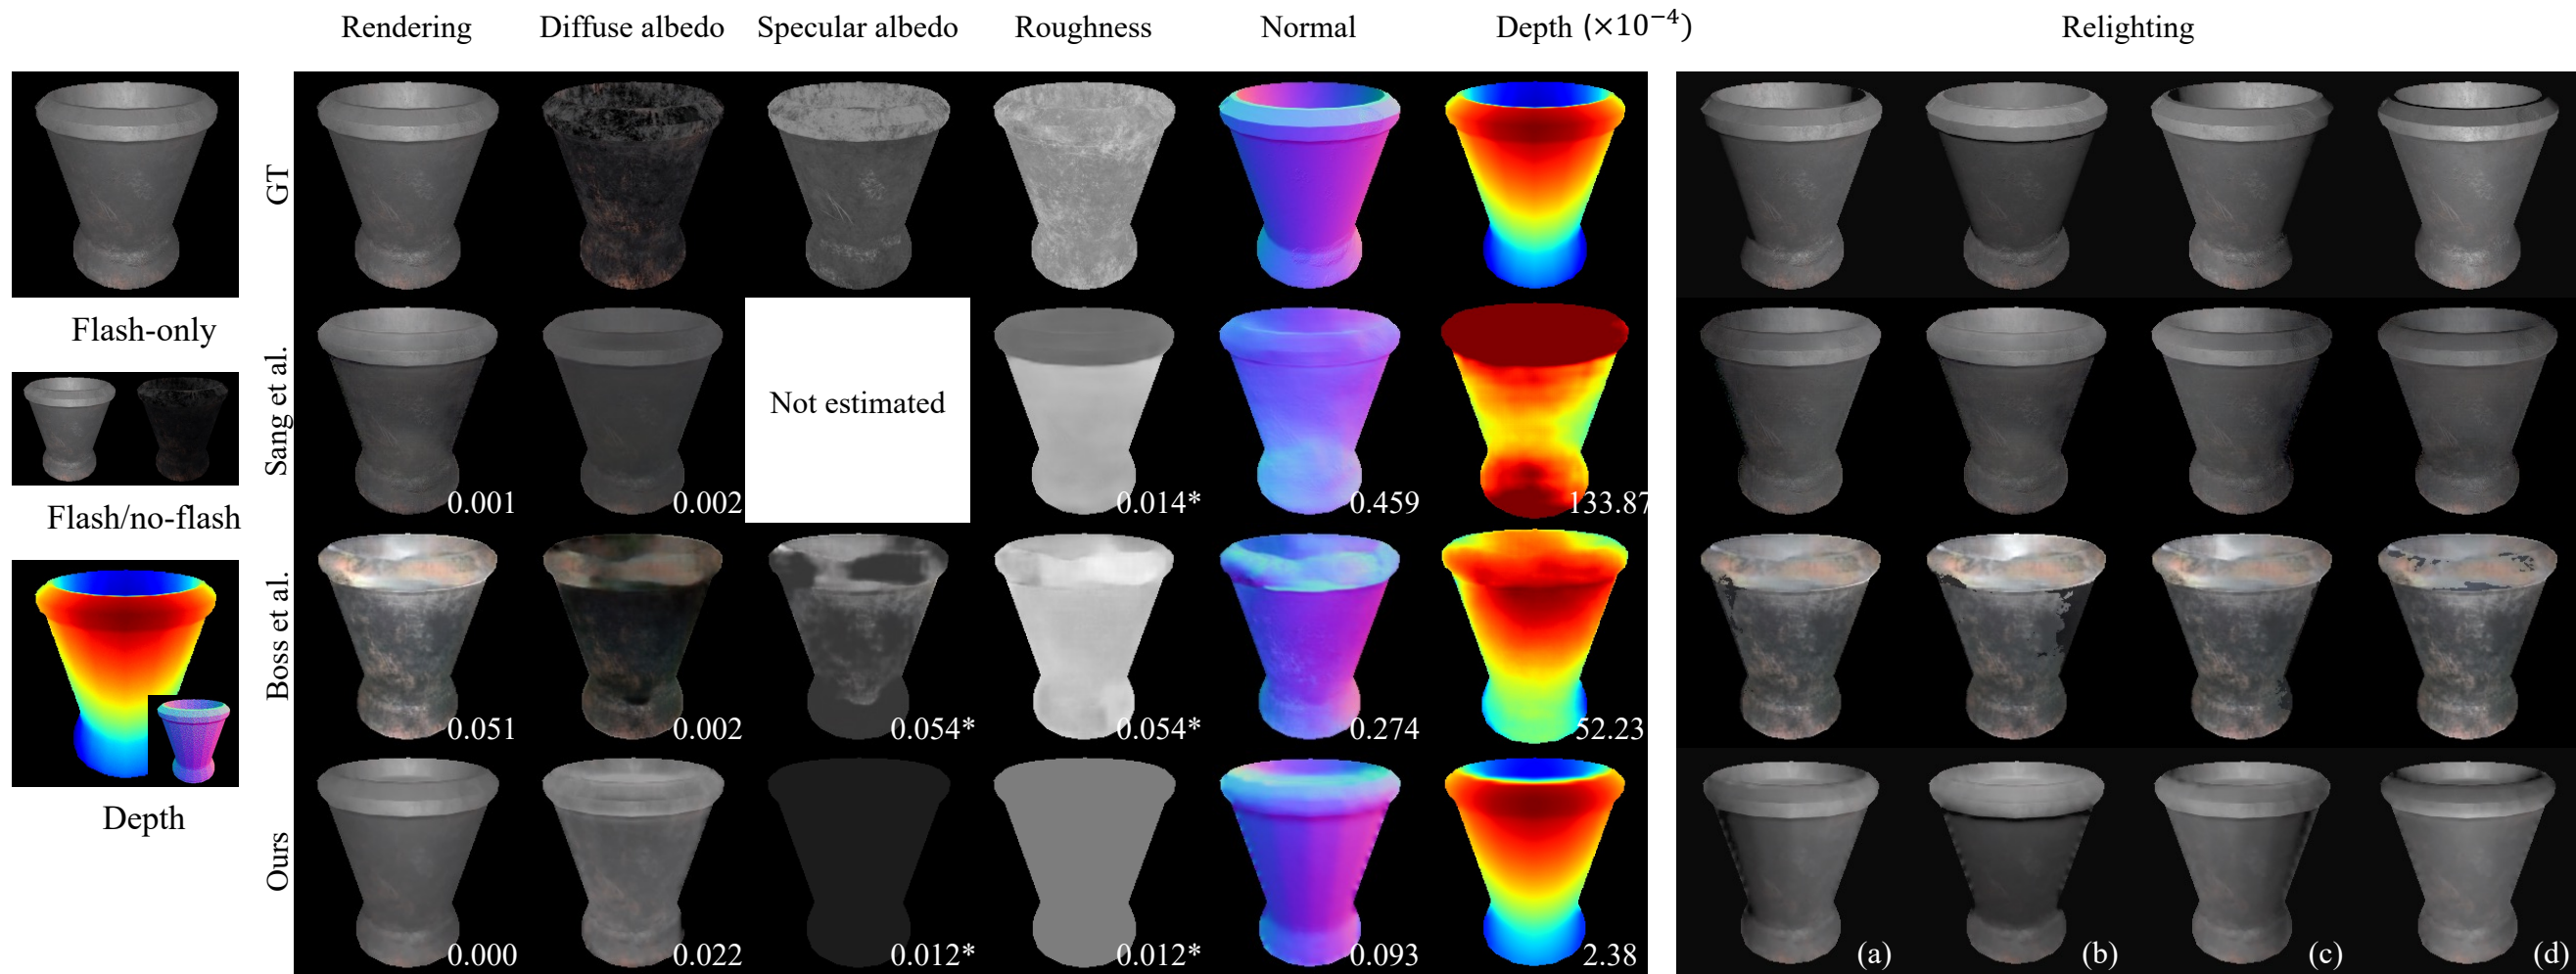 Rendering Diffuse albedo Specular albedo Roughness Normal Depth (×10⁻⁴) Relighting
GT
Flash-only
Sang et al.
Not estimated
0.001 0.002 0.014* 0.459 133.87
Flash/no-flash
Boss et al.
0.051 0.002 0.054* 0.054* 0.274 52.23
Depth
Ours
0.000 0.022 0.012* 0.012* 0.093 2.38 (a) (b) (c) (d)